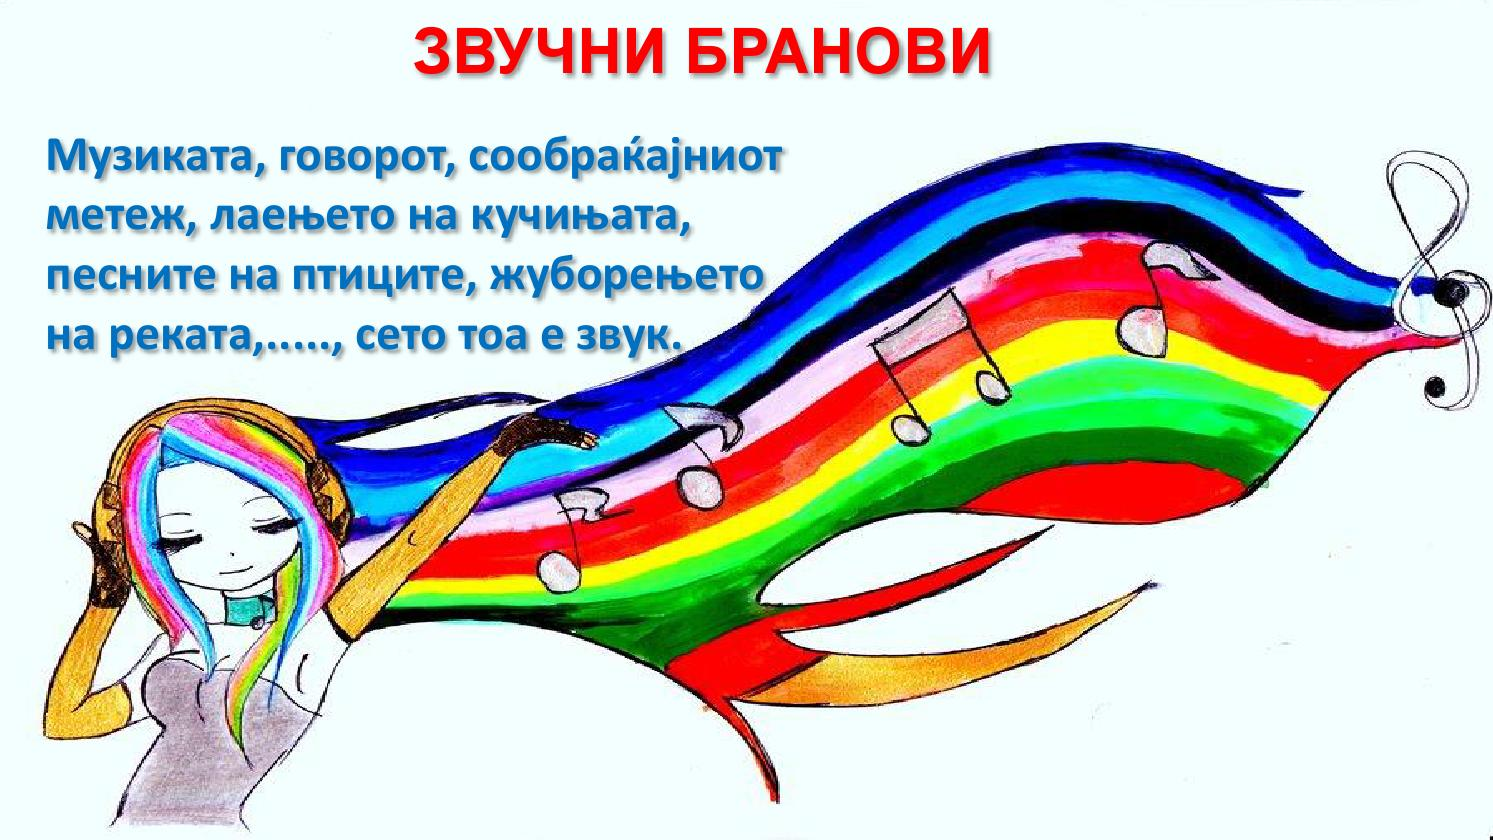 ЗВУЧНИ БРАНОВИ
Музиката, говорот, сообраќајниот
метеж, лаењето на кучињата,
песните на птиците, жуборењето
на реката,....., сето тоа е звук.